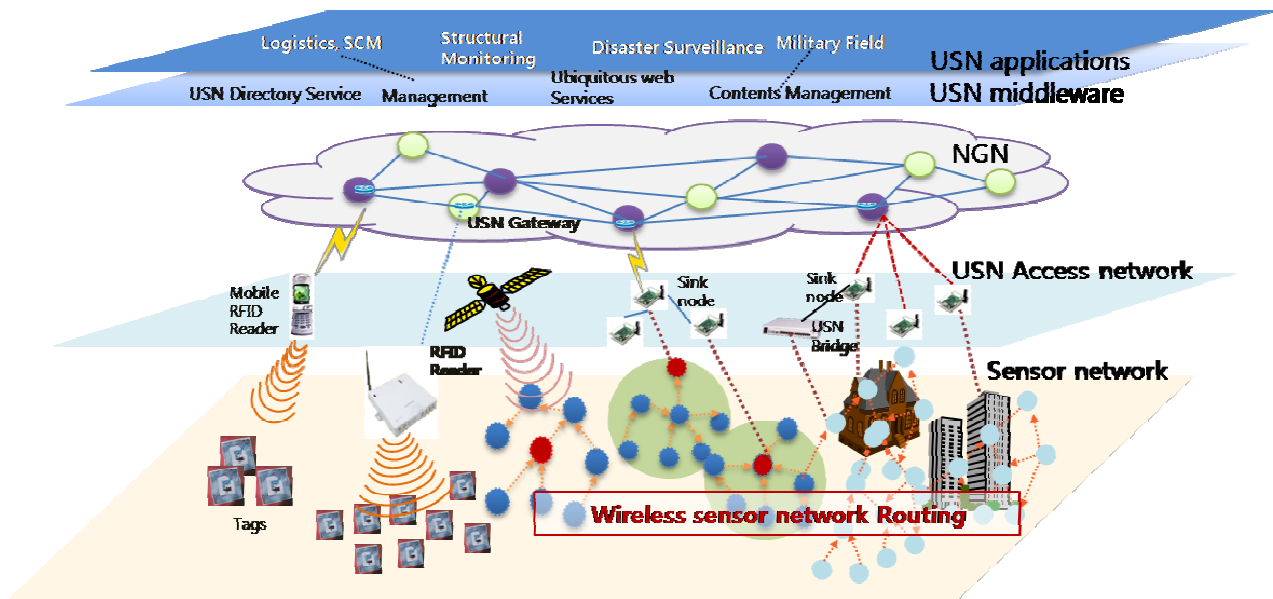 Logistics, SCM
Structural
Monitoring
Disaster Surveillance
Military Field
USN applications
USN Directory Service
Management
Ubiquitous web
Services
Contents Management
USN middleware
NGN
USN Gateway
USN Access network
Mobile
RFID
Reader
Sink
node
Sink
node
USN
Bridge
RFID
Reader
Sensor network
Tags
Wireless sensor network Routing